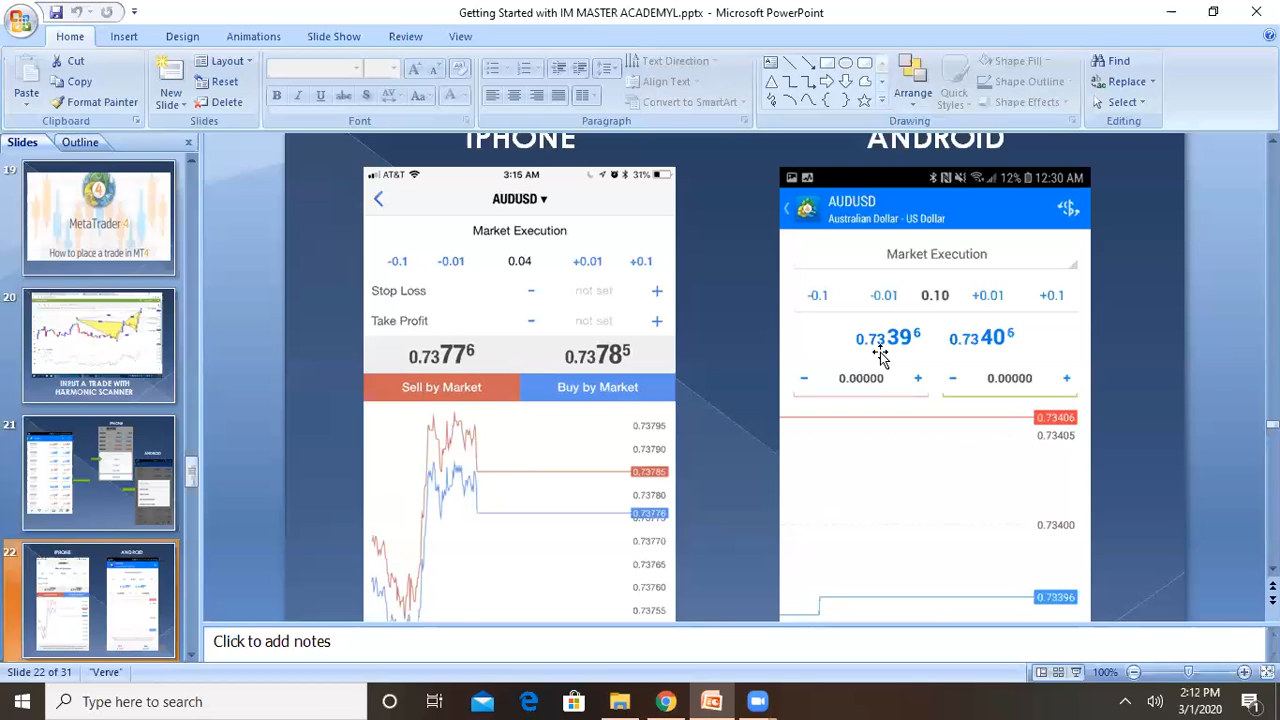 Getting Started with IM MASTER ACADEMYL.pptx - Microsoft PowerPoint
Home Insert Design Animations Slide Show Review View
Cut
Copy
Format Painter
Paste
Clipboard
New Slide
Layout
Reset
Delete
Slides
B I U abc S AV Aa A
Font
Text Direction
Align Text
Convert to SmartArt
Paragraph
Arrange
Quick Styles
Shape Fill
Shape Outline
Shape Effects
Drawing
Find
Replace
Select
Editing
Slides Outline
19
MetaTrader 4
How to place a trade in MT4
20
INPUT A TRADE WITH
HARMONIC SCANNER
21
IPHONE
ANDROID
22
IPHONE ANDROID
IPHONE
AT&T 3:15 AM 31%
AUDUSD
Market Execution
-0.1 -0.01 0.04 +0.01 +0.1
Stop Loss - not set +
Take Profit - not set +
0.73776 0.73785
Sell by Market Buy by Market
0.73795
0.73790
0.73785
0.73780
0.73776
0.73770
0.73765
0.73760
0.73755
ANDROID
12% 12:30 AM
AUDUSD
Australian Dollar - US Dollar
Market Execution
-0.1 -0.01 0.10 +0.01 +0.1
0.73396 0.73406
- 0.00000 + - 0.00000 +
0.73406
0.73405
0.73400
0.73396
Click to add notes
Slide 22 of 31 "Verve" 100%
Type here to search
2:12 PM
3/1/2020
1